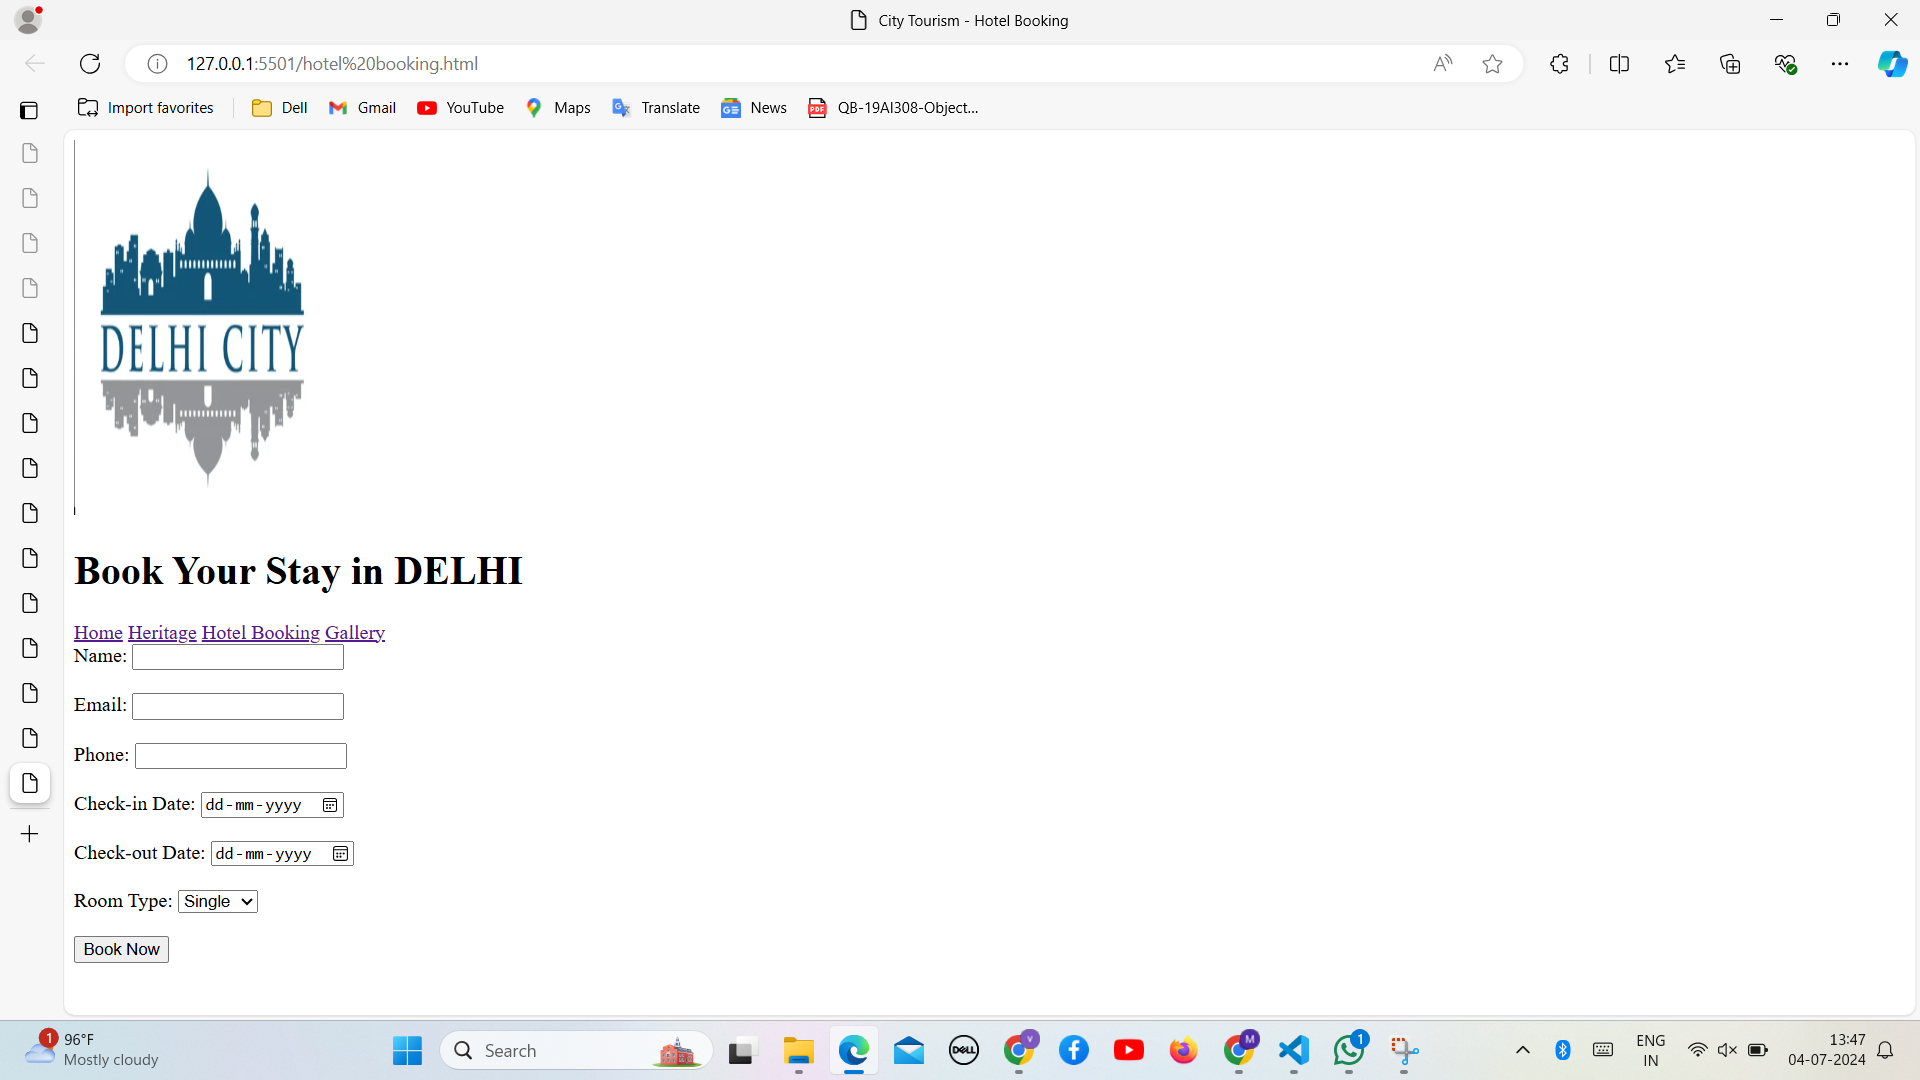 City Tourism - Hotel Booking
127.0.0.1:5501/hotel%20booking.html
Import favorites Dell Gmail YouTube Maps Translate News QB-19AI308-Object...
DELHI CITY
Book Your Stay in DELHI
Home Heritage Hotel Booking Gallery
Name:
Email:
Phone:
Check-in Date: dd-mm-yyyy
Check-out Date: dd-mm-yyyy
Room Type: Single
Book Now
1 96°F
Mostly cloudy
Search
DELL
V
M
1
ENG
IN
13:47
04-07-2024